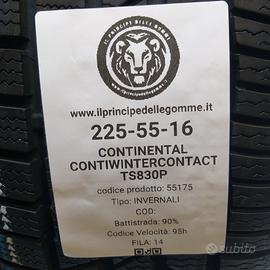 IL PRINCIPE DELLE GOMME
www.ilprincipedellegomme.it
225-55-16
CONTINENTAL
CONTIWINTERCONTACT
TS830P
codice prodotto: 55175
Tipo: INVERNALI
COD:
Battistrada: 90%
Codice Velocità: 98h
FILA: 14
subito